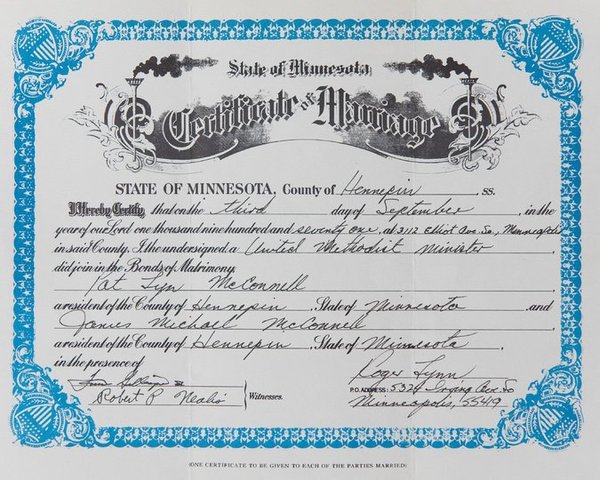 State of Minnesota
Certificate of Marriage
STATE OF MINNESOTA, County of Hennepin ss.
I Hereby Certify, that on the third day of September in the
year of our Lord one thousand nine hundred and seventy one, at 3112 Elliot Ave So, Minneapolis
in said County. I the undersigned a United Methodist Minister
did join in the Bonds of Matrimony,
Pat Lyn McConnell
a resident of the County of Hennepin, State of Minnesota and
James Michael McConnell
a resident of the County of Hennepin, State of Minnesota,
in the presence of Roger Lynn
P.O. ADDRESS: 5324 Ave So
Robert P. Witnesses. Minneapolis, 55419
(ONE CERTIFICATE TO BE GIVEN TO EACH OF THE PARTIES MARRIED)